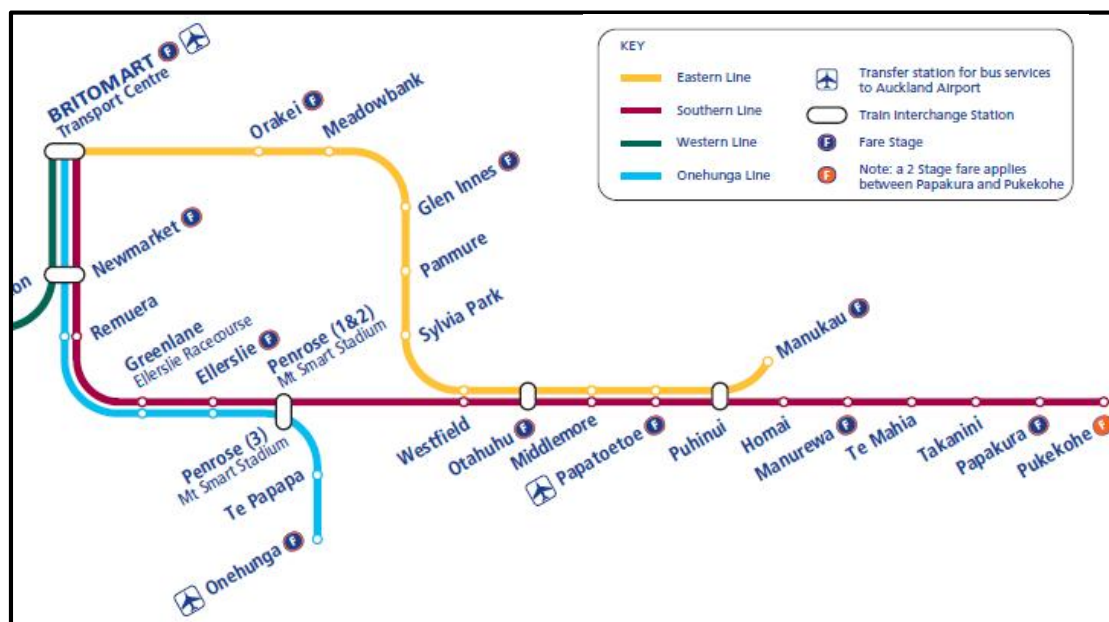 BRITOMART F
Transport Centre
Orakei F
Meadowbank
Glen Innes F
Panmure
Sylvia Park
Newmarket F
on
Remuera
Greenlane
Ellerslie Racecourse
Ellerslie F
Penrose (1&2)
Mt Smart Stadium
Manukau F
Penrose (3)
Mt Smart Stadium
Te Papapa
Onehunga F
Westfield
Otahuhu F
Middlemore
Papatoetoe F
Puhinui
Homai
Manurewa F
Te Mahia
Takanini
Papakura F
Pukekohe F
KEY
Eastern Line
Southern Line
Western Line
Onehunga Line
Transfer station for bus services
to Auckland Airport
Train Interchange Station
F Fare Stage
F Note: a 2 Stage fare applies
between Papakura and Pukekohe